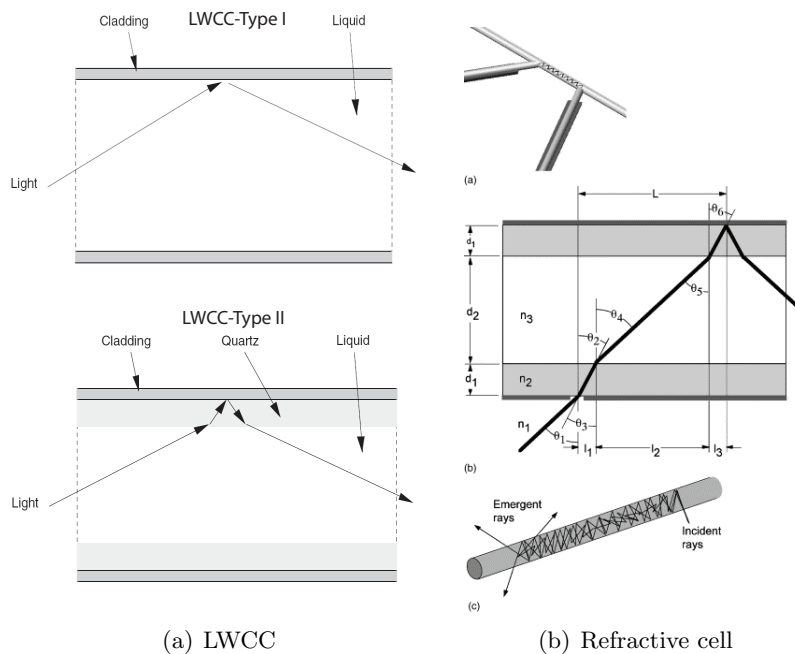 LWCC-Type I
Cladding
Liquid
Light
LWCC-Type II
Cladding
Quartz
Liquid
Light
(a) LWCC
(a)
L
θ6
d1
θ5
d2
n3
θ4
θ2
d1
n2
n1
θ1
θ3
l1
l2
l3
(b)
Emergent
rays
Incident
rays
(c)
(b) Refractive cell